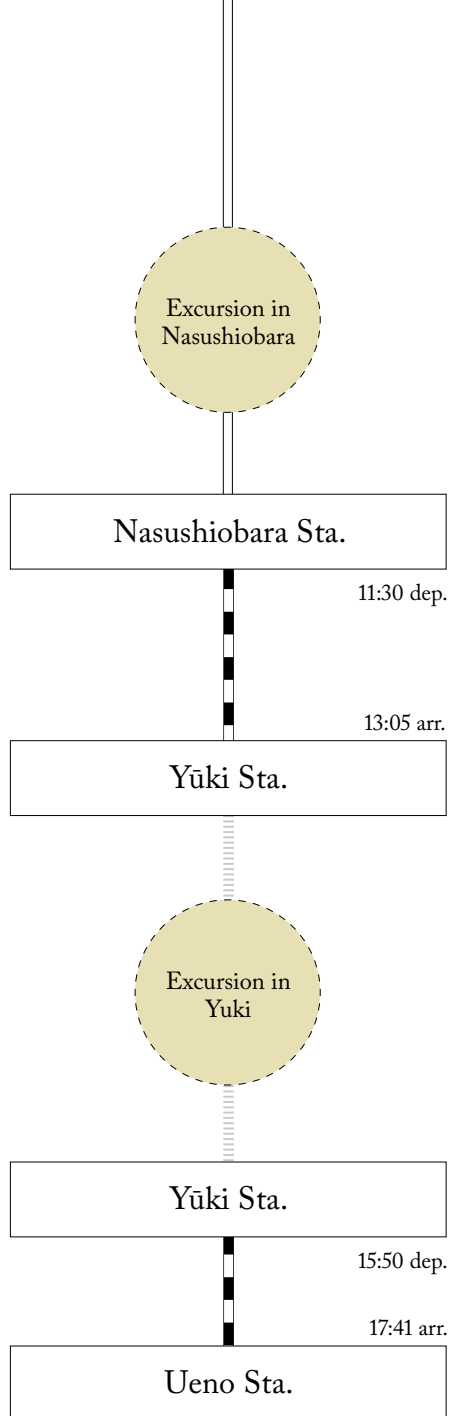 Excursion in
Nasushiobara
Nasushiobara Sta.
11:30 dep.
13:05 arr.
Yūki Sta.
Excursion in
Yuki
Yūki Sta.
15:50 dep.
17:41 arr.
Ueno Sta.